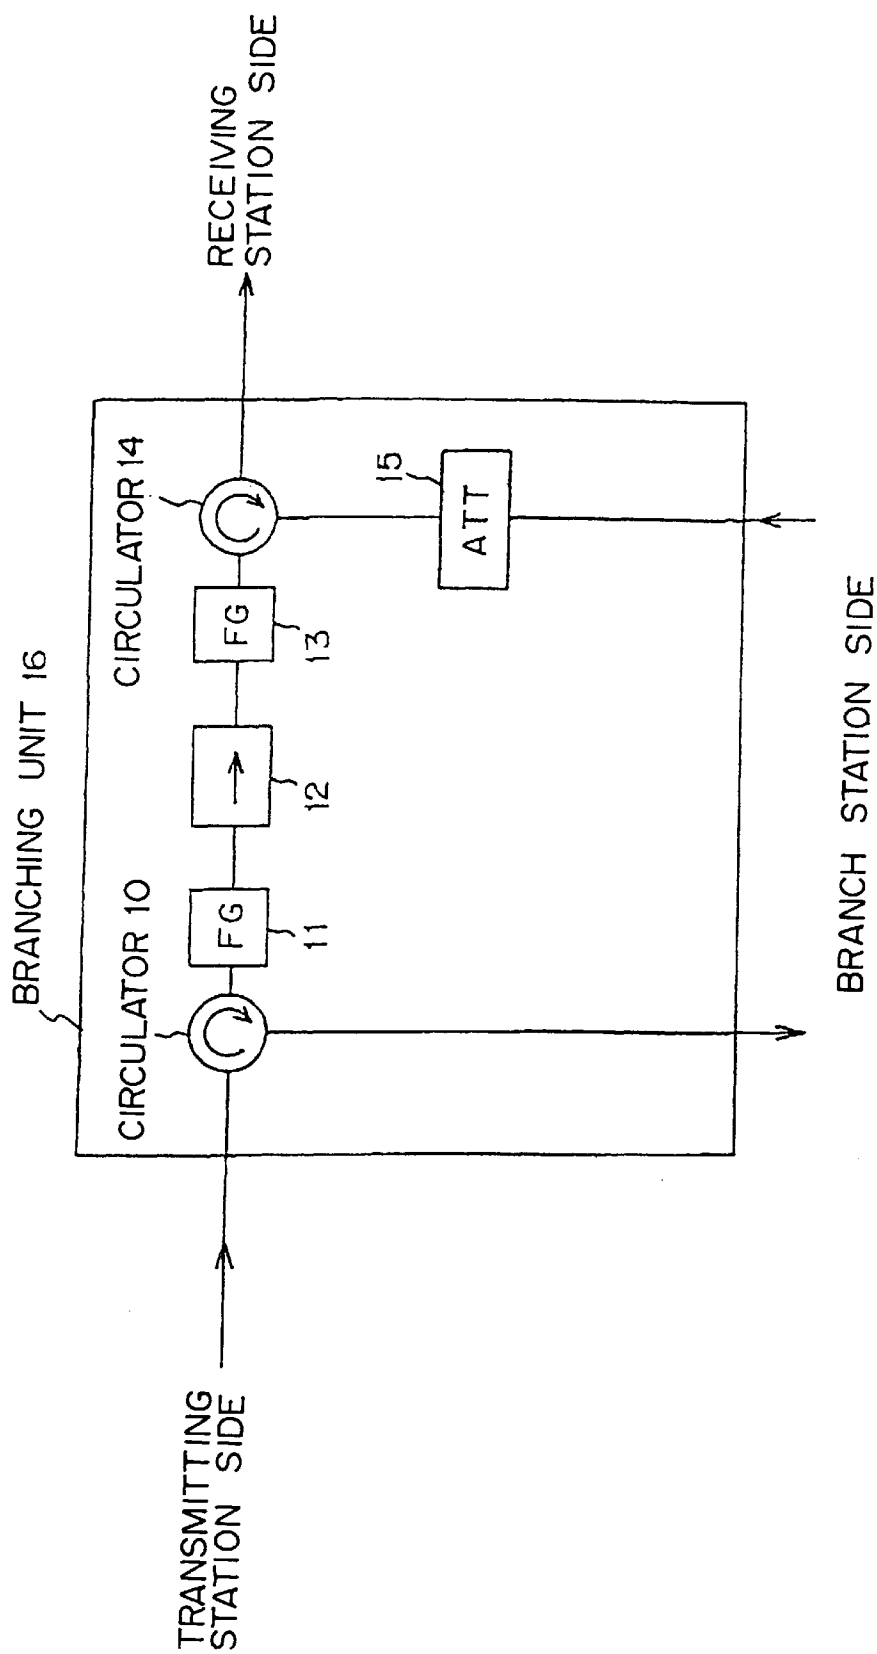 BRANCHING UNIT 16
TRANSMITTING
STATION SIDE
CIRCULATOR 10
FG
11
12
FG
13
CIRCULATOR 14
15
ATT
RECEIVING
STATION SIDE
BRANCH STATION SIDE